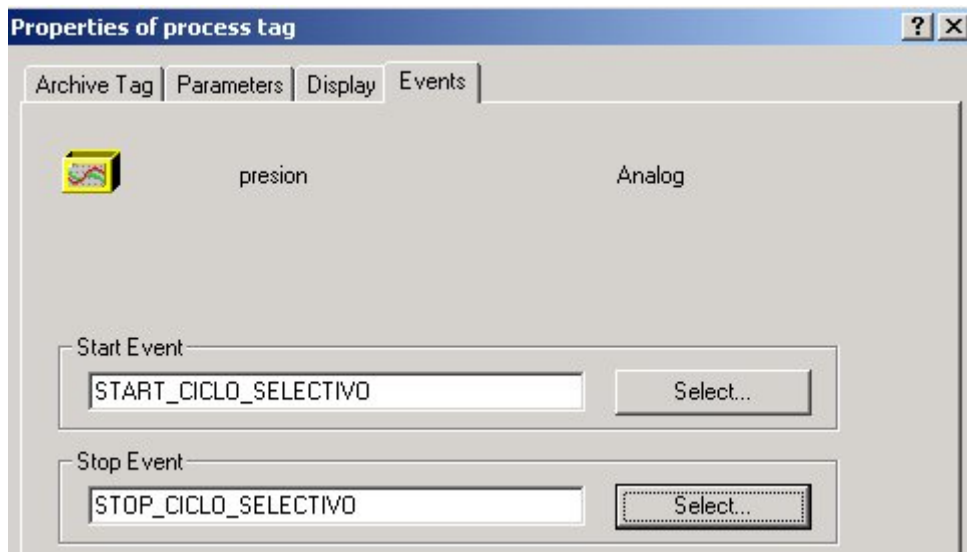 Properties of process tag
Archive Tag Parameters Display Events
presion Analog
Start Event
START_CICLO_SELECTIVO Select...
Stop Event
STOP_CICLO_SELECTIVO Select...